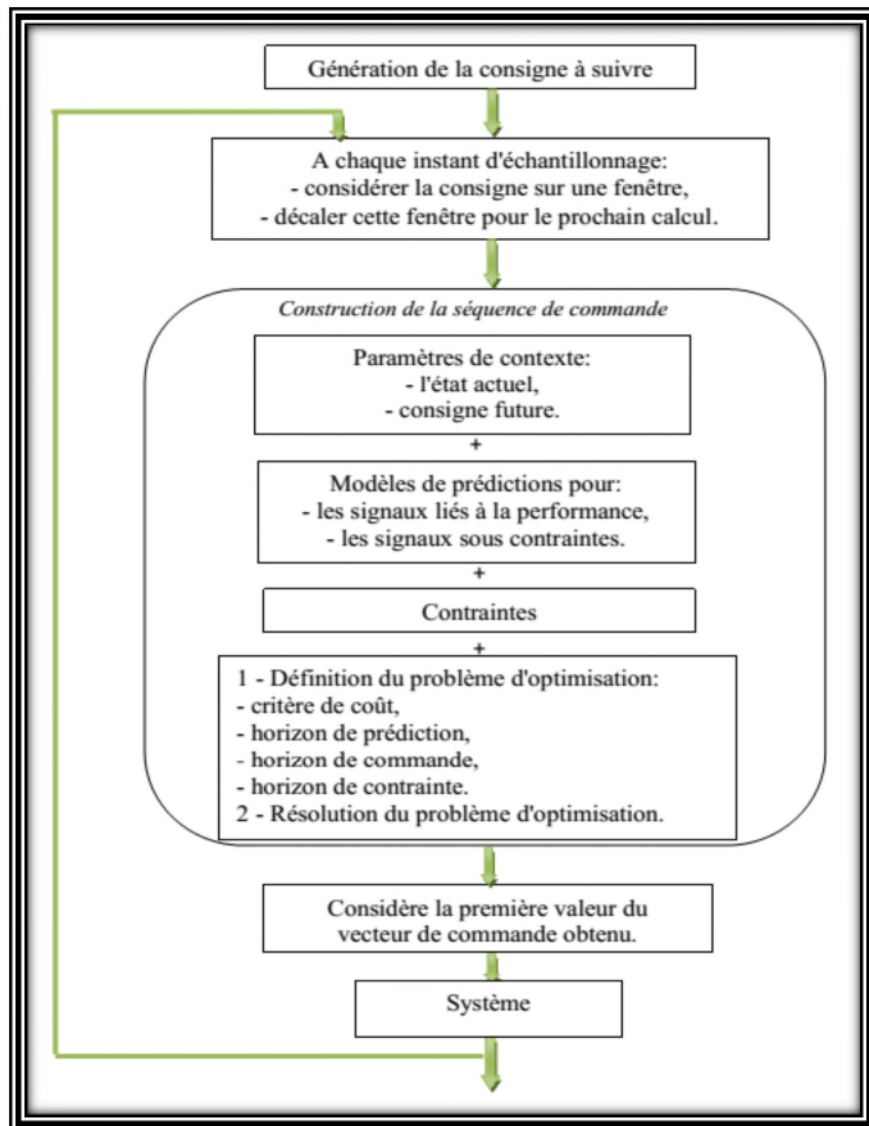 Génération de la consigne à suivre
A chaque instant d'échantillonnage:
- considérer la consigne sur une fenêtre,
- décaler cette fenêtre pour le prochain calcul.
Construction de la séquence de commande
Paramètres de contexte:
- l'état actuel,
- consigne future.
+
Modèles de prédictions pour:
- les signaux liés à la performance,
- les signaux sous contraintes.
+
Contraintes
+
1 - Définition du problème d'optimisation:
- critère de coût,
- horizon de prédiction,
- horizon de commande,
- horizon de contrainte.
2 - Résolution du problème d'optimisation.
Considère la première valeur du
vecteur de commande obtenu.
Système